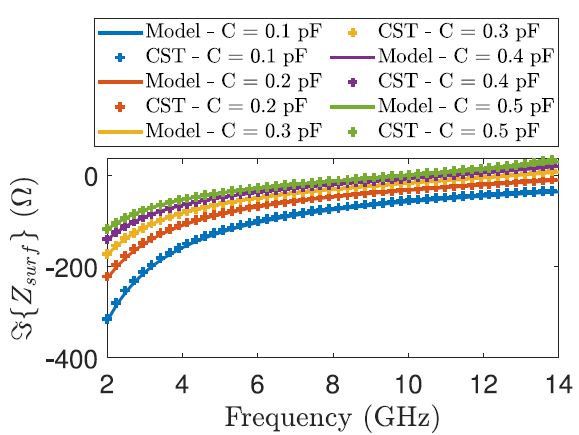 Model - C = 0.1 pF
CST - C = 0.1 pF
Model - C = 0.2 pF
CST - C = 0.2 pF
Model - C = 0.3 pF
CST - C = 0.3 pF
Model - C = 0.4 pF
CST - C = 0.4 pF
Model - C = 0.5 pF
CST - C = 0.5 pF
ℑ{Z_{surf}} (Ω)
0
-200
-400
2 4 6 8 10 12 14
Frequency (GHz)